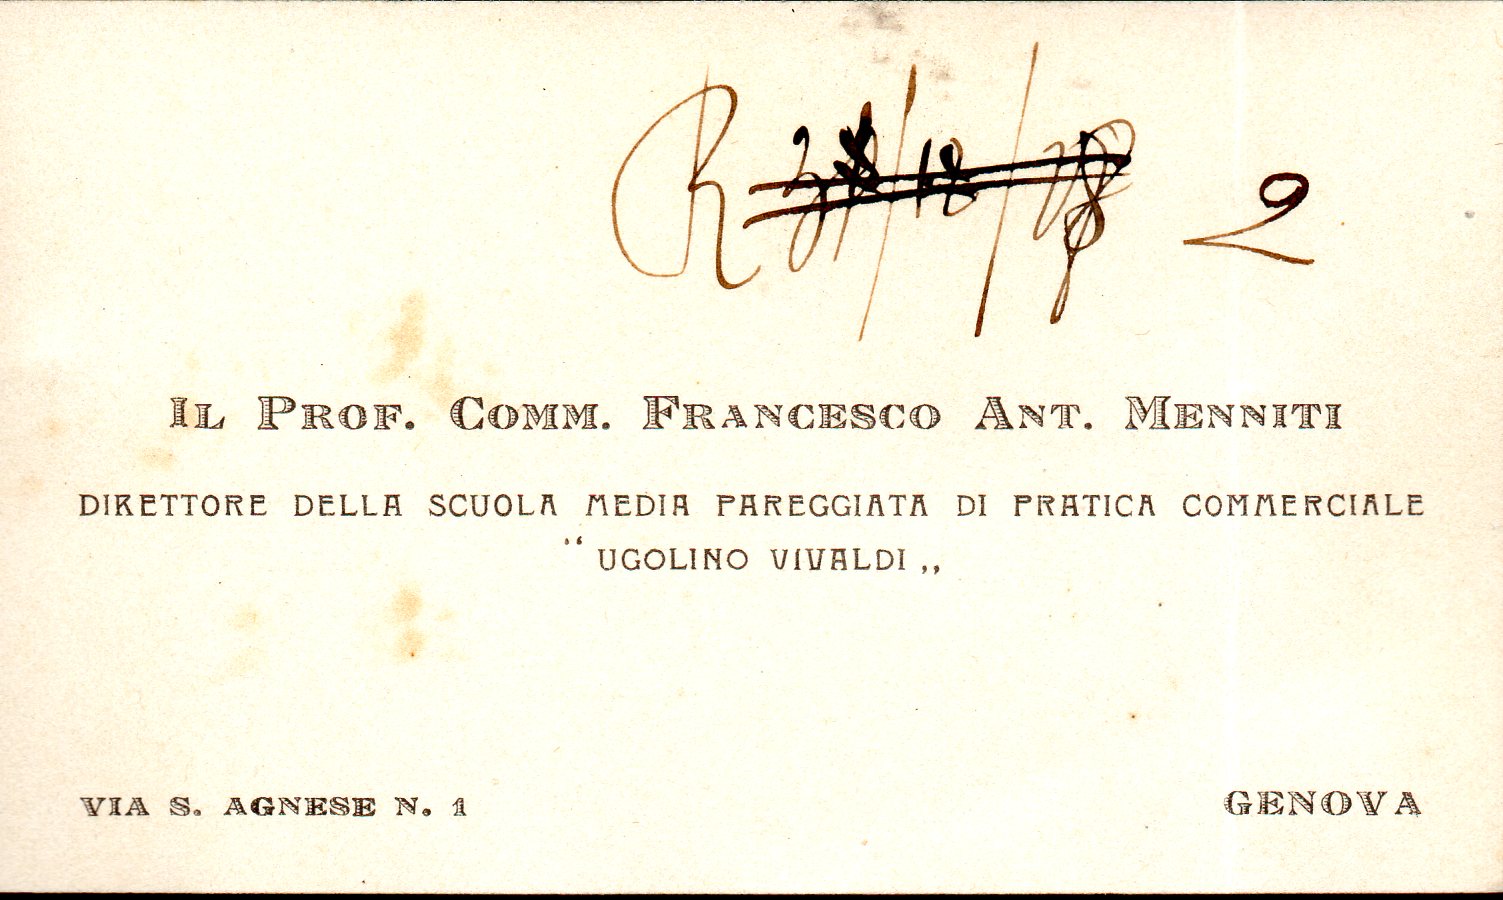 R 2
IL PROF. COMM. FRANCESCO ANT. MENNITI
DIRETTORE DELLA SCUOLA MEDIA PAREGGIATA DI PRATICA COMMERCIALE
“ UGOLINO VIVALDI „
VIA S. AGNESE N. 1 GENOVA